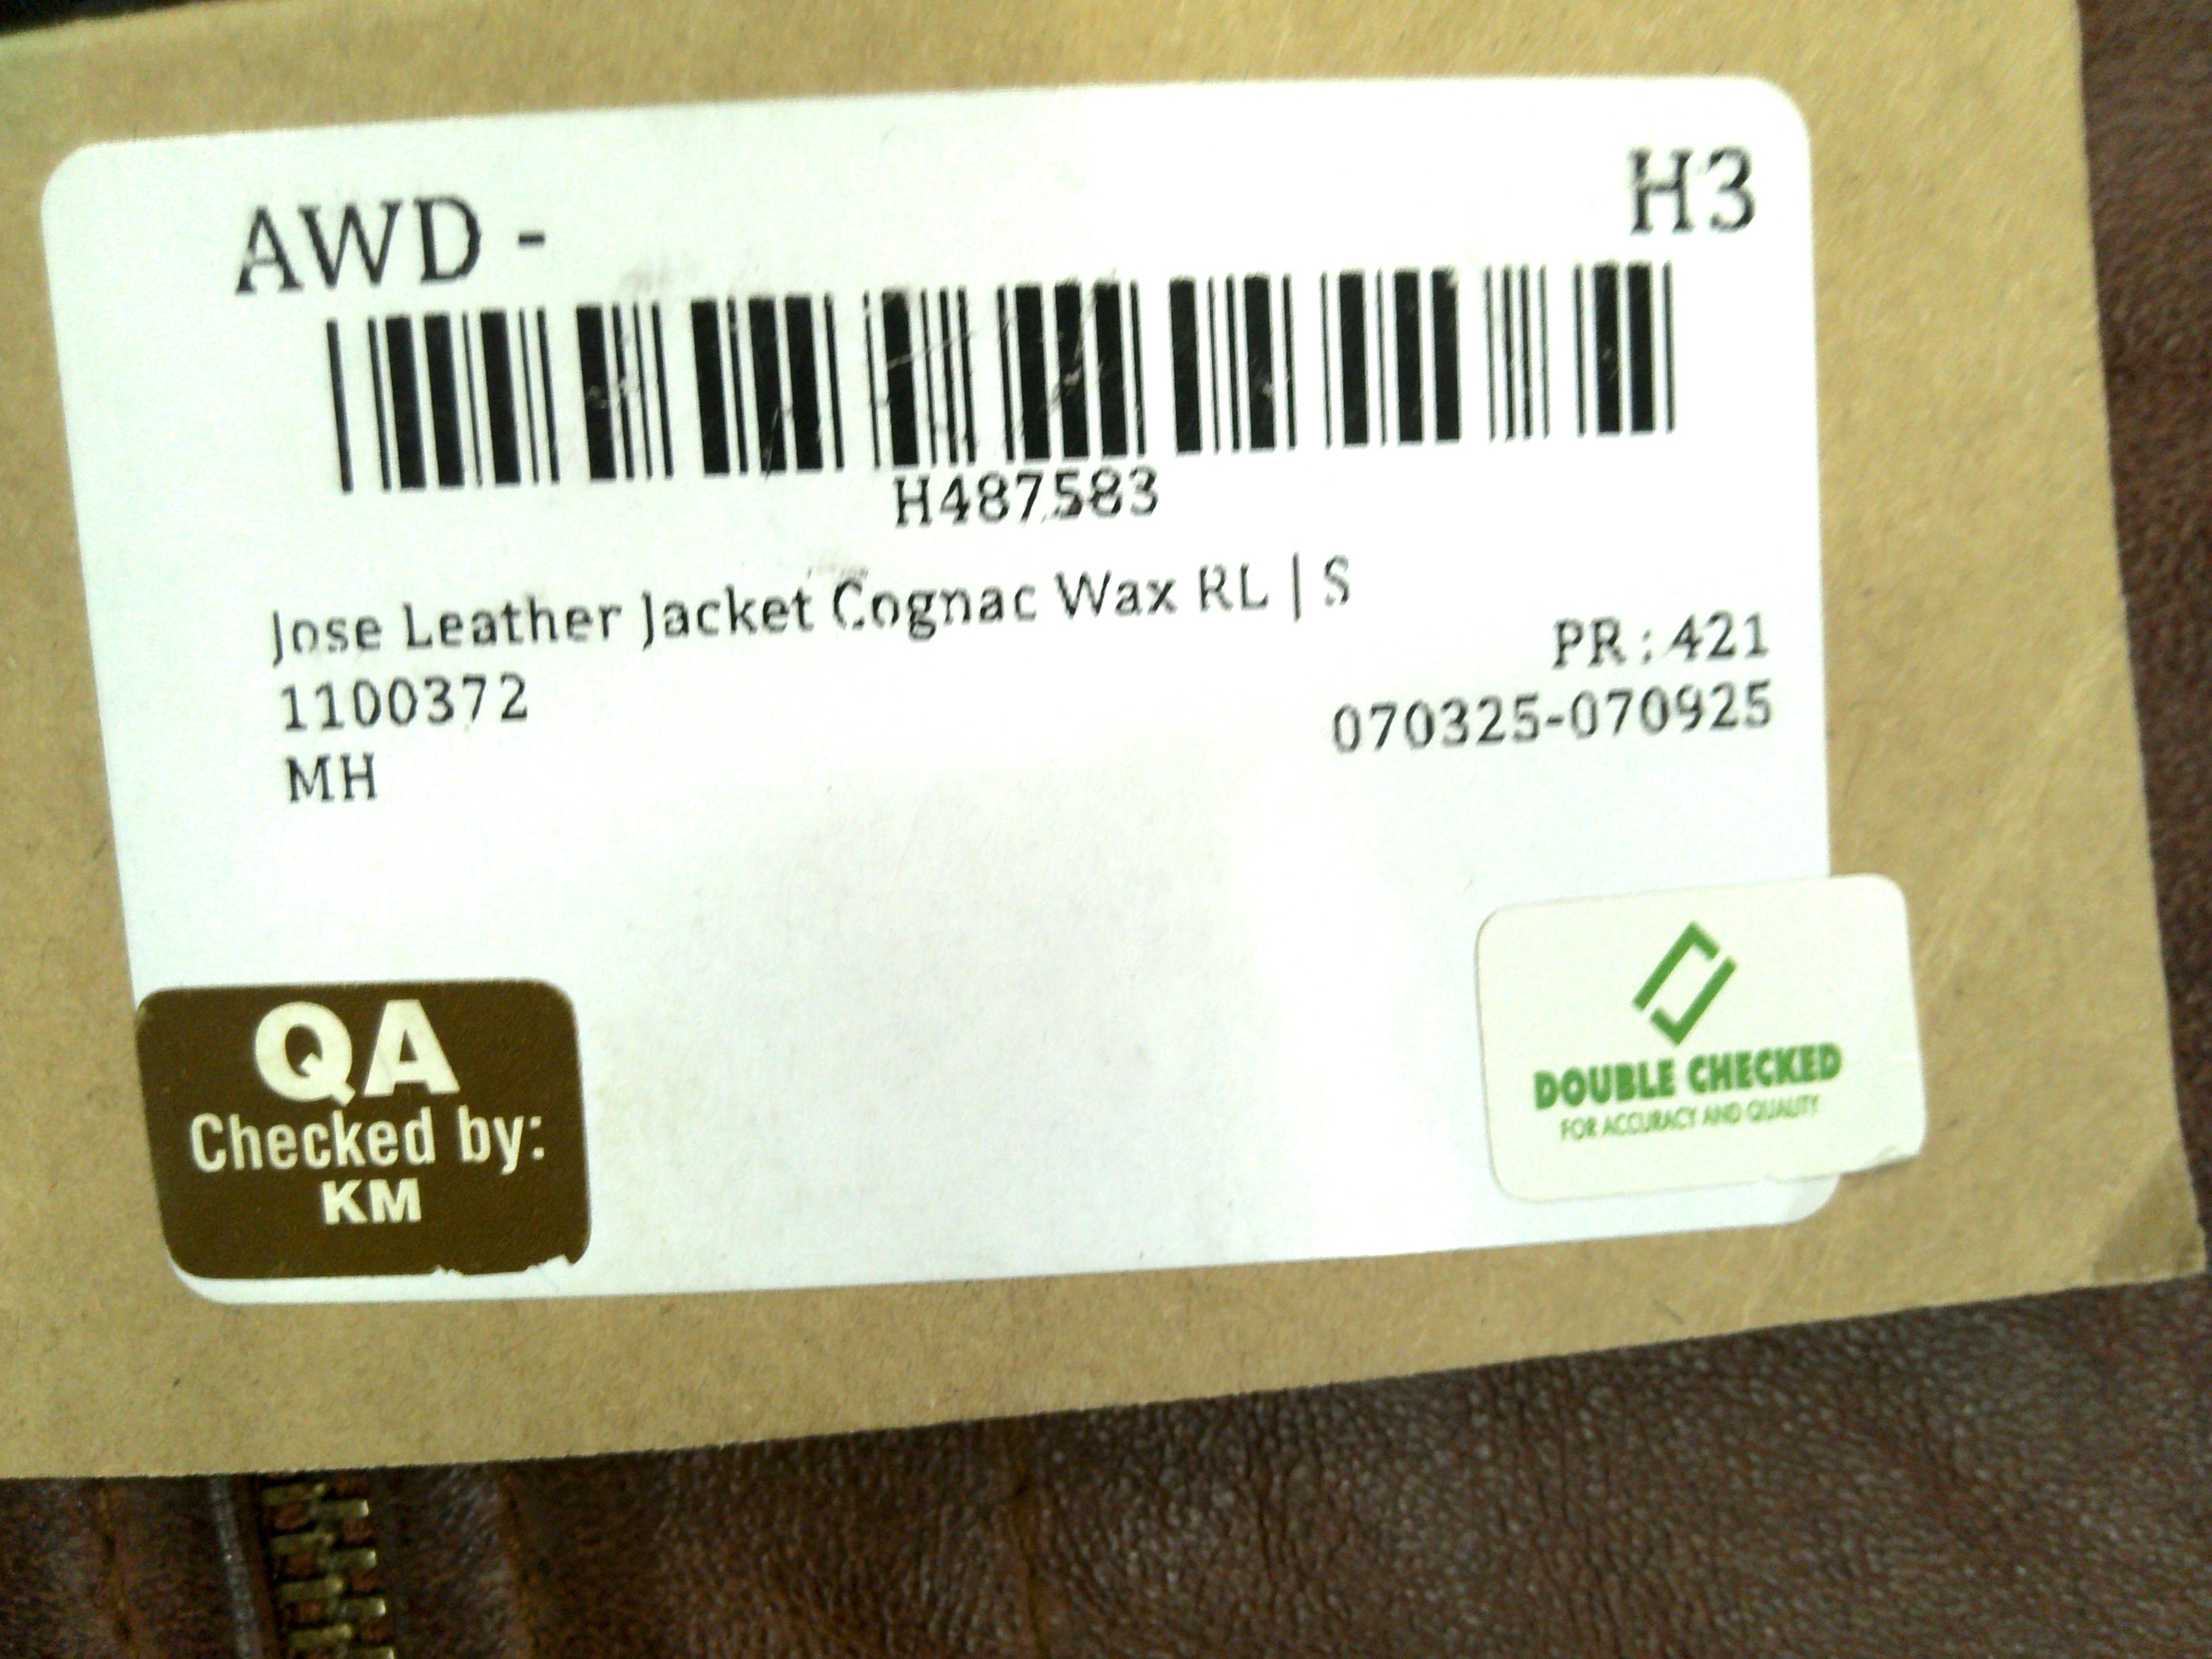 AWD - H3
H487583
Jose Leather Jacket Cognac Wax RL | S
PR : 421
1100372
070325-070925
MH
QA
Checked by:
KM
DOUBLE CHECKED
FOR ACCURACY AND QUALITY